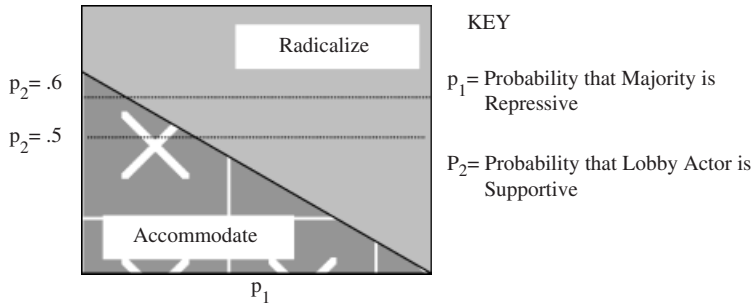 Radicalize
KEY
p₂= .6
p₁= Probability that Majority is
Repressive
p₂= .5
P₂= Probability that Lobby Actor is
Supportive
Accommodate
p₁